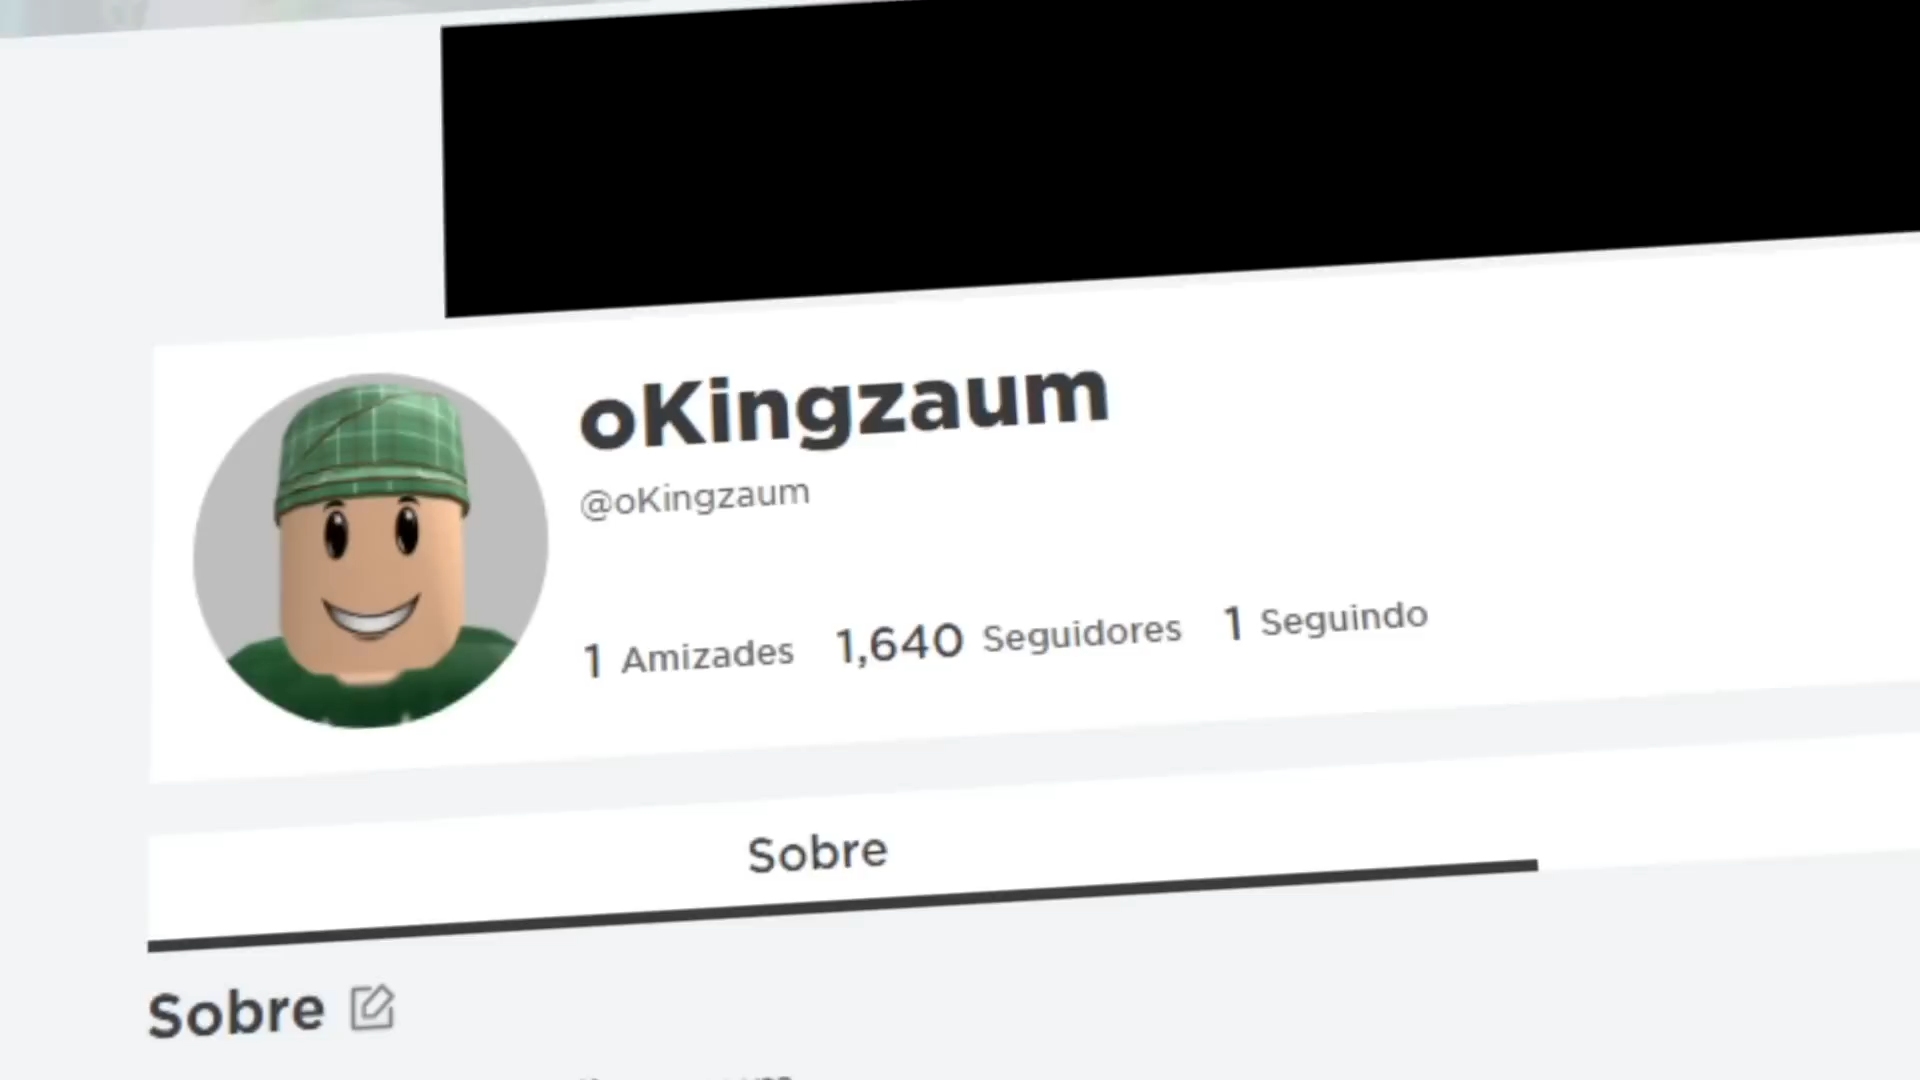 oKingzaum
@oKingzaum
1 Amizades 1,640 Seguidores 1 Seguindo
Sobre
Sobre